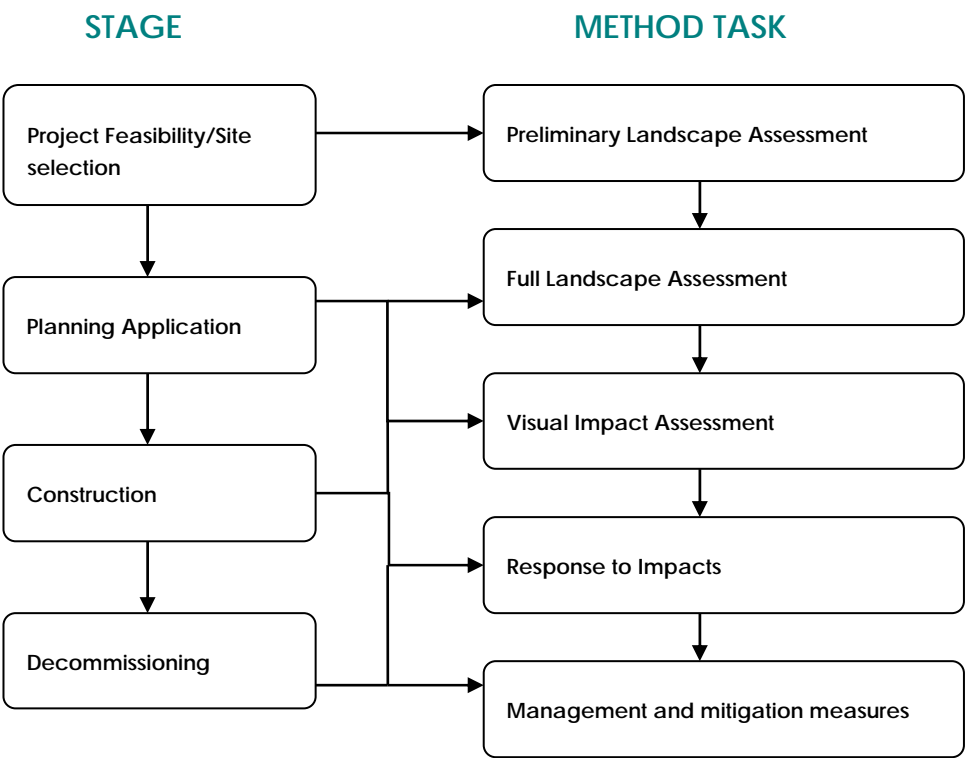 STAGE
METHOD TASK
Project Feasibility/Site
selection
Preliminary Landscape Assessment
Planning Application
Full Landscape Assessment
Visual Impact Assessment
Construction
Response to Impacts
Decommissioning
Management and mitigation measures